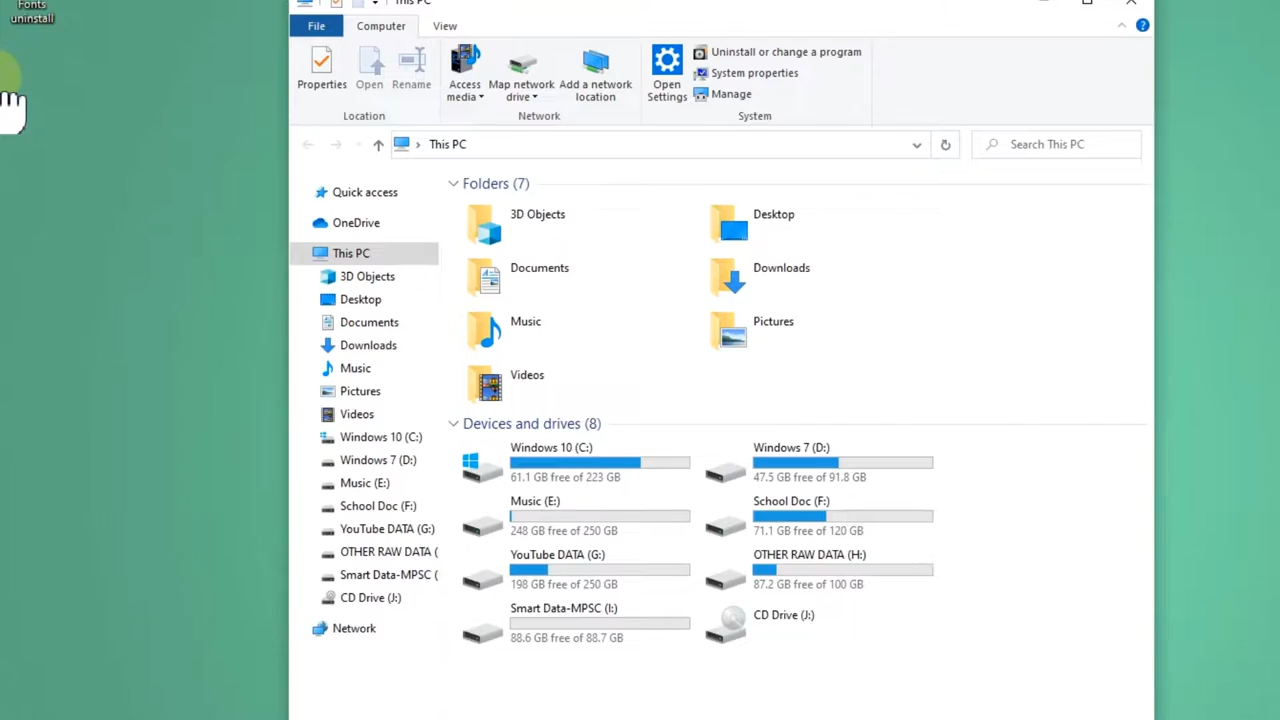 Fonts
uninstall
This PC
File
Computer
View
Properties
Open
Rename
Access
media
Map network
drive
Add a network
location
Open
Settings
Uninstall or change a program
System properties
Manage
Location
Network
System
This PC
Search This PC
Quick access
OneDrive
This PC
3D Objects
Desktop
Documents
Downloads
Music
Pictures
Videos
Windows 10 (C:)
Windows 7 (D:)
Music (E:)
School Doc (F:)
YouTube DATA (G:)
OTHER RAW DATA (
Smart Data-MPSC (
CD Drive (J:)
Network
Folders (7)
3D Objects
Desktop
Documents
Downloads
Music
Pictures
Videos
Devices and drives (8)
Windows 10 (C:)
61.1 GB free of 223 GB
Windows 7 (D:)
47.5 GB free of 91.8 GB
Music (E:)
248 GB free of 250 GB
School Doc (F:)
71.1 GB free of 120 GB
YouTube DATA (G:)
198 GB free of 250 GB
OTHER RAW DATA (H:)
87.2 GB free of 100 GB
Smart Data-MPSC (I:)
88.6 GB free of 88.7 GB
CD Drive (J:)